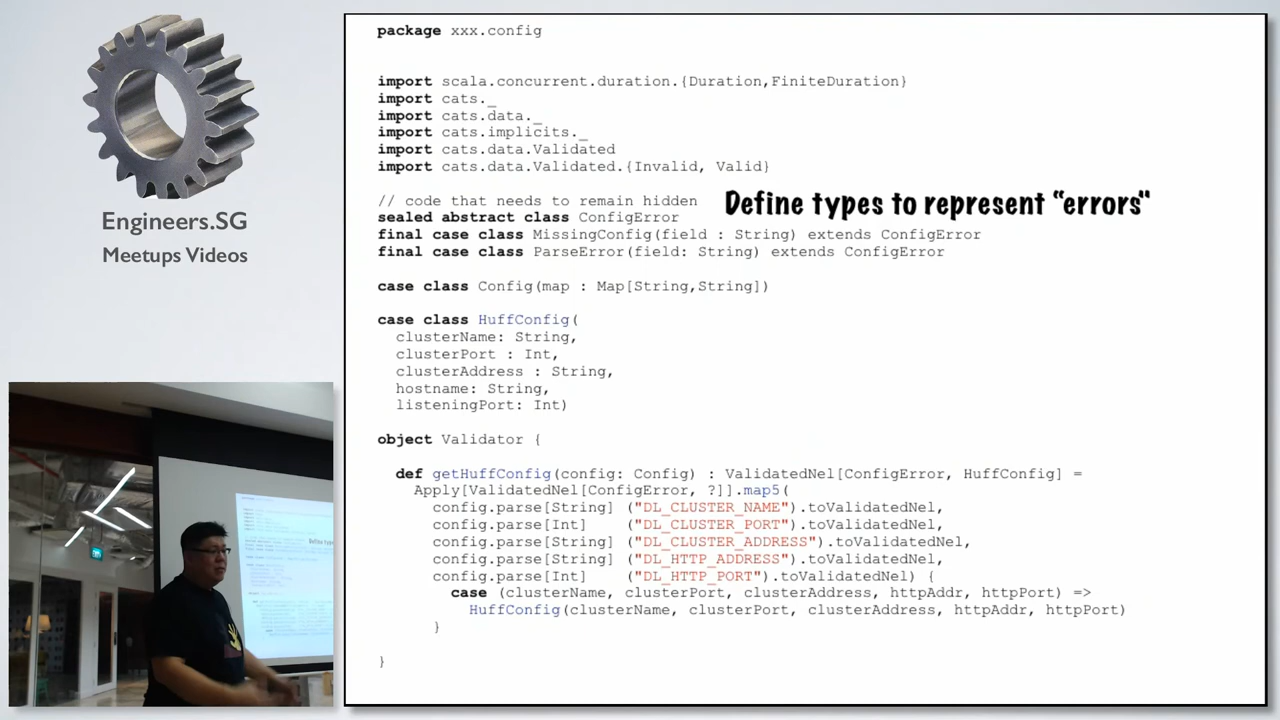 Engineers.SG
Meetups Videos
package xxx.config
import scala.concurrent.duration.{Duration,FiniteDuration}
import cats._
import cats.data._
import cats.implicits._
import cats.data.Validated
import cats.data.Validated.{Invalid, Valid}
// code that needs to remain hidden
Define types to represent “errors"
sealed abstract class ConfigError
final case class MissingConfig(field : String) extends ConfigError
final case class ParseError(field: String) extends ConfigError
case class Config(map : Map[String,String])
case class HuffConfig(
clusterName: String,
clusterPort : Int,
clusterAddress : String,
hostname: String,
listeningPort: Int)
object Validator {
def getHuffConfig(config: Config) : ValidatedNel[ConfigError, HuffConfig] =
Apply[ValidatedNel[ConfigError, ?]].map5(
config.parse[String] ("DL_CLUSTER_NAME").toValidatedNel,
config.parse[Int] ("DL_CLUSTER_PORT").toValidatedNel,
config.parse[String] ("DL_CLUSTER_ADDRESS").toValidatedNel,
config.parse[String] ("DL_HTTP_ADDRESS").toValidatedNel,
config.parse[Int] ("DL_HTTP_PORT").toValidatedNel) {
case (clusterName, clusterPort, clusterAddress, httpAddr, httpPort) =>
HuffConfig(clusterName, clusterPort, clusterAddress, httpAddr, httpPort)
}
}